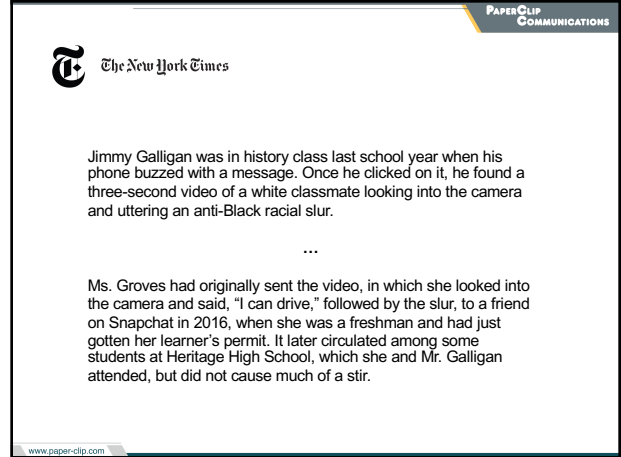 PAPERCLIP
COMMUNICATIONS
The New York Times
Jimmy Galligan was in history class last school year when his
phone buzzed with a message. Once he clicked on it, he found a
three-second video of a white classmate looking into the camera
and uttering an anti-Black racial slur.
…
Ms. Groves had originally sent the video, in which she looked into
the camera and said, “I can drive,” followed by the slur, to a friend
on Snapchat in 2016, when she was a freshman and had just
gotten her learner’s permit. It later circulated among some
students at Heritage High School, which she and Mr. Galligan
attended, but did not cause much of a stir.
www.paper-clip.com